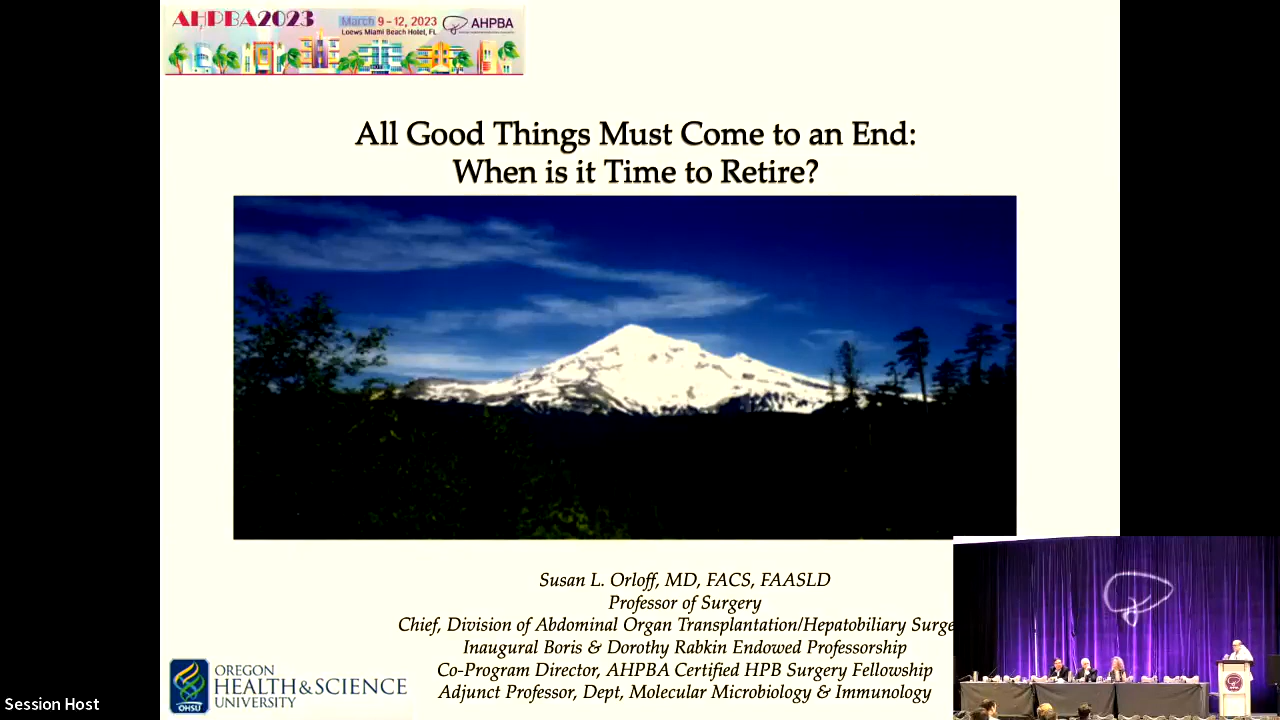 AHPBA2023
March 9 - 12, 2023
Loews Miami Beach Hotel, FL
AHPBA
All Good Things Must Come to an End:
When is it Time to Retire?
Susan L. Orloff, MD, FACS, FAASLD
Professor of Surgery
Chief, Division of Abdominal Organ Transplantation/Hepatobiliary Surge
Inaugural Boris & Dorothy Rabkin Endowed Professorship
Co-Program Director, AHPBA Certified HPB Surgery Fellowship
Adjunct Professor, Dept, Molecular Microbiology & Immunology
OHSU
OREGON
HEALTH & SCIENCE
UNIVERSITY
Session Host